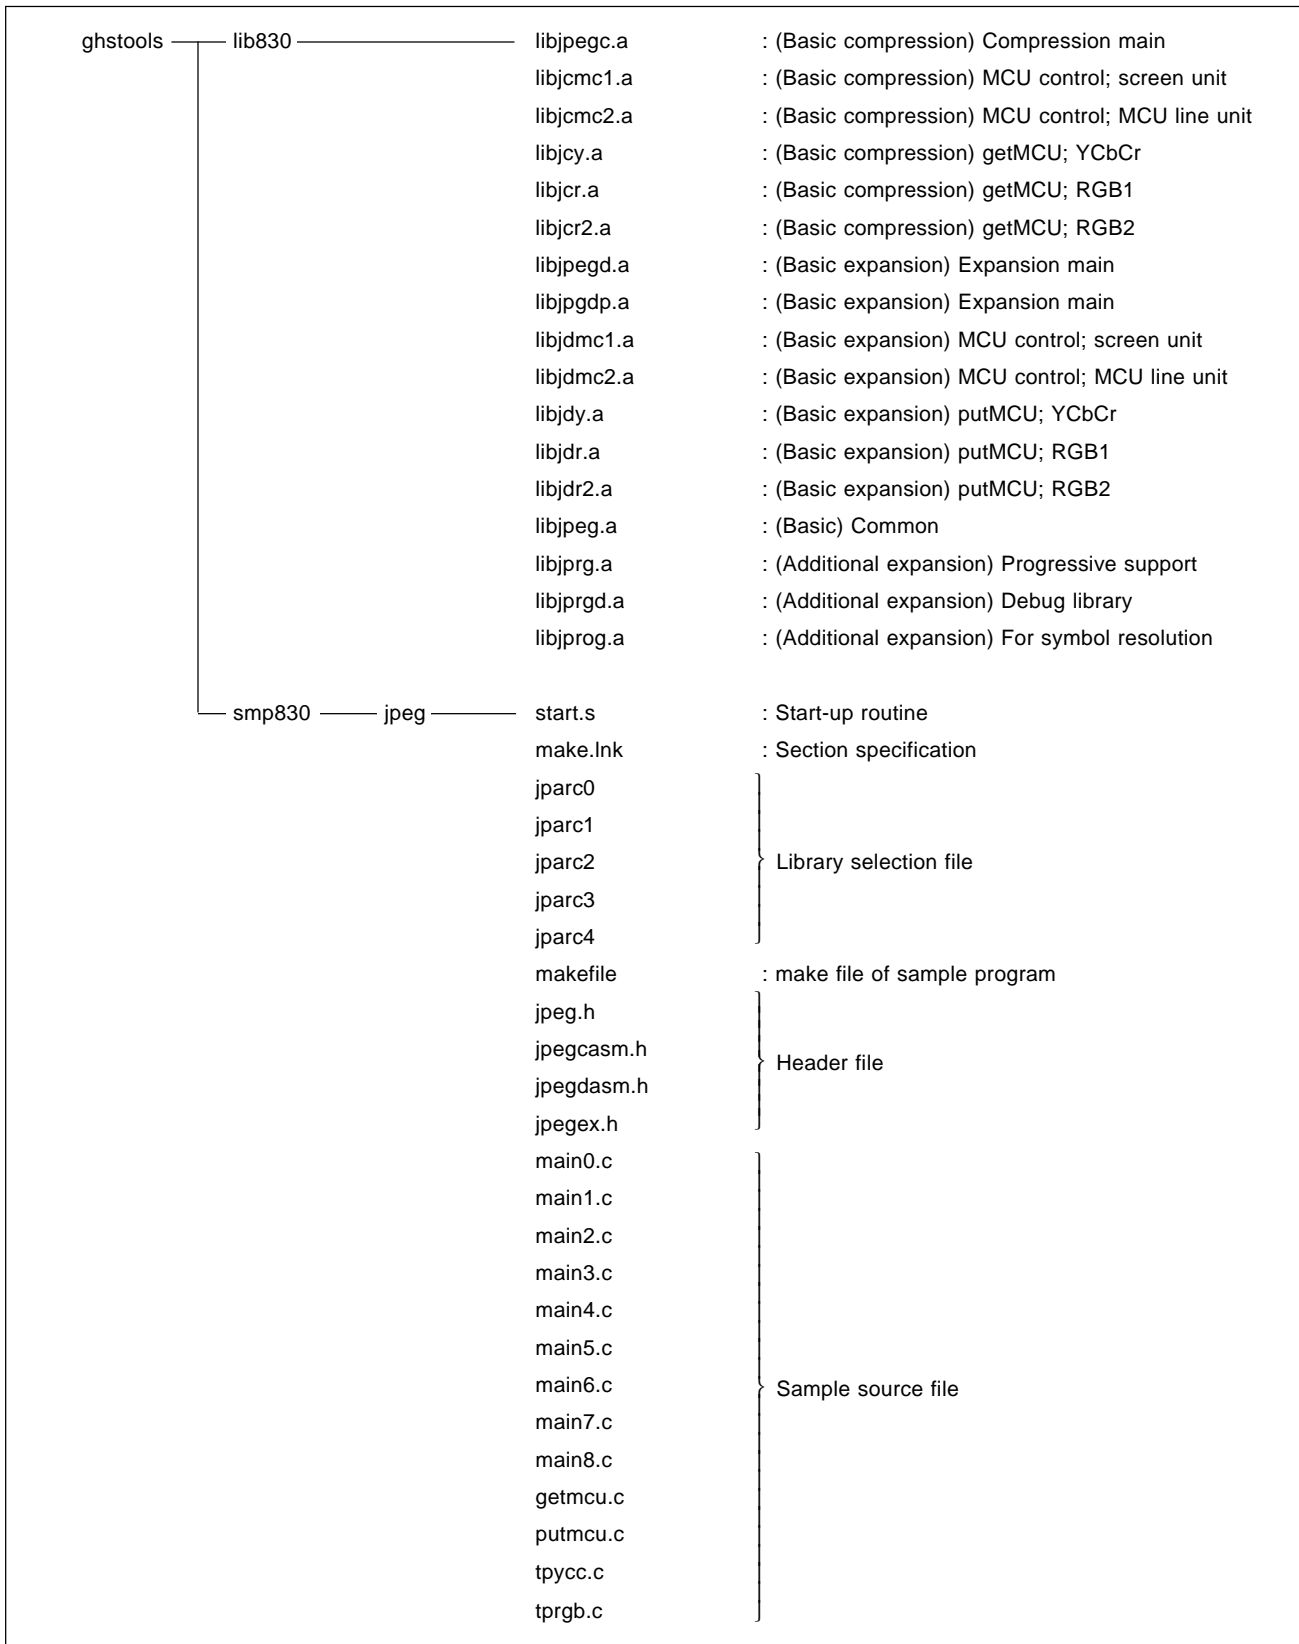 ghstools lib830 libjpegc.a : (Basic compression) Compression main
libjcmc1.a : (Basic compression) MCU control; screen unit
libjcmc2.a : (Basic compression) MCU control; MCU line unit
libjcy.a : (Basic compression) getMCU; YCbCr
libjcr.a : (Basic compression) getMCU; RGB1
libjcr2.a : (Basic compression) getMCU; RGB2
libjpegd.a : (Basic expansion) Expansion main
libjpgdp.a : (Basic expansion) Expansion main
libjdmc1.a : (Basic expansion) MCU control; screen unit
libjdmc2.a : (Basic expansion) MCU control; MCU line unit
libjdy.a : (Basic expansion) putMCU; YCbCr
libjdr.a : (Basic expansion) putMCU; RGB1
libjdr2.a : (Basic expansion) putMCU; RGB2
libjpeg.a : (Basic) Common
libjprg.a : (Additional expansion) Progressive support
libjprgd.a : (Additional expansion) Debug library
libjprog.a : (Additional expansion) For symbol resolution
smp830 jpeg start.s : Start-up routine
make.lnk : Section specification
jparc0
jparc1
jparc2 Library selection file
jparc3
jparc4
makefile : make file of sample program
jpeg.h
jpegcasm.h
Header file
jpegdasm.h
jpegex.h
main0.c
main1.c
main2.c
main3.c
main4.c
main5.c
main6.c Sample source file
main7.c
main8.c
getmcu.c
putmcu.c
tpycc.c
tprgb.c